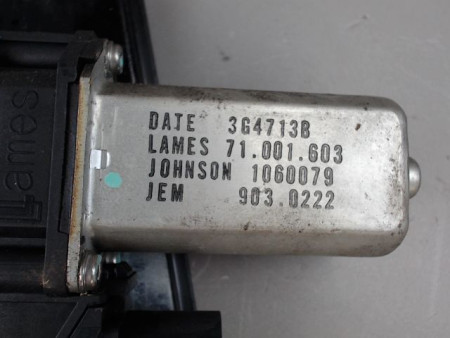 DATE 3G4713B
LAMES 71.001.603
JOHNSON 1060079
JEM 903.0222
Lames